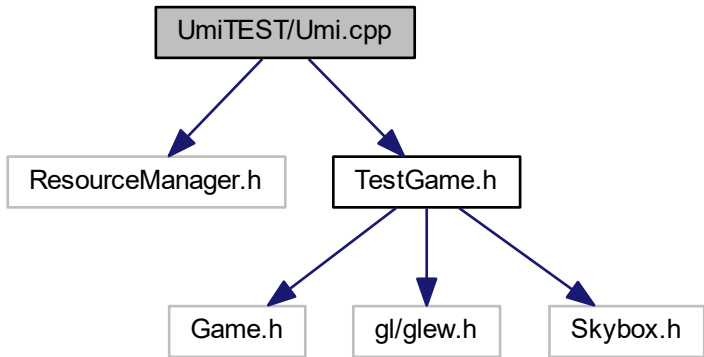 UmiTEST/Umi.cpp
ResourceManager.h
TestGame.h
Game.h
gl/glew.h
Skybox.h